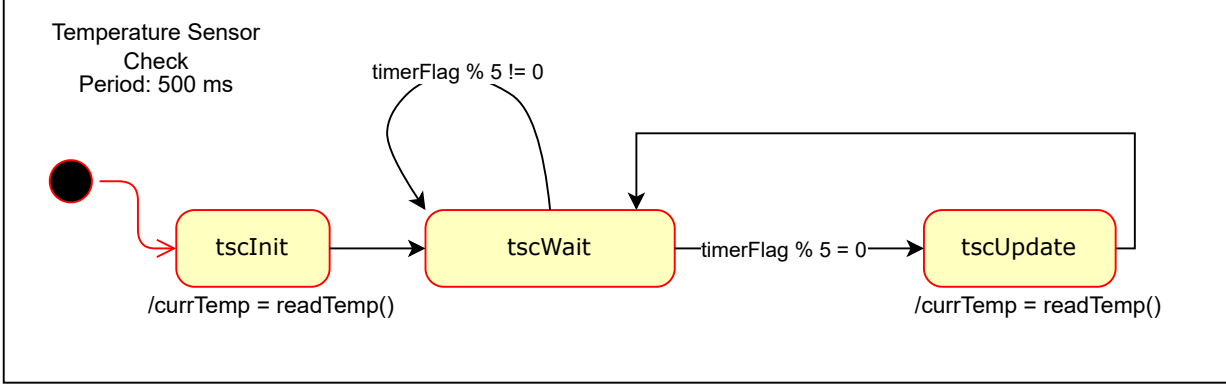 Temperature Sensor
Check
Period: 500 ms
timerFlag % 5 != 0
tscInit
tscWait
timerFlag % 5 = 0
tscUpdate
/currTemp = readTemp()
/currTemp = readTemp()